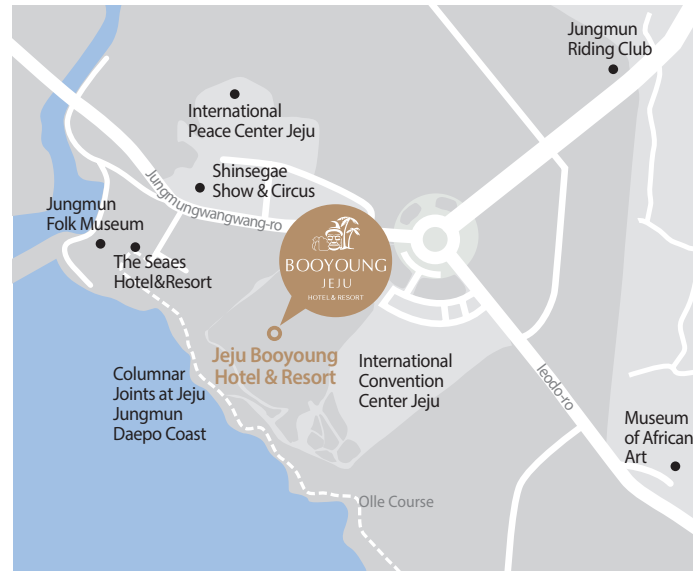 Jungmun
Riding Club
International
Peace Center Jeju
Shinsegae
Show & Circus
Jungmungwangwang-ro
Jungmun
Folk Museum
The Seaes
Hotel&Resort
BOOYOUNG
JEJU
HOTEL & RESORT
Jeju Booyoung
Hotel & Resort
International
Convention
Center Jeju
Columnar
Joints at Jeju
Jungmun
Daepo Coast
Ieodo-ro
Museum
of African
Art
Olle Course